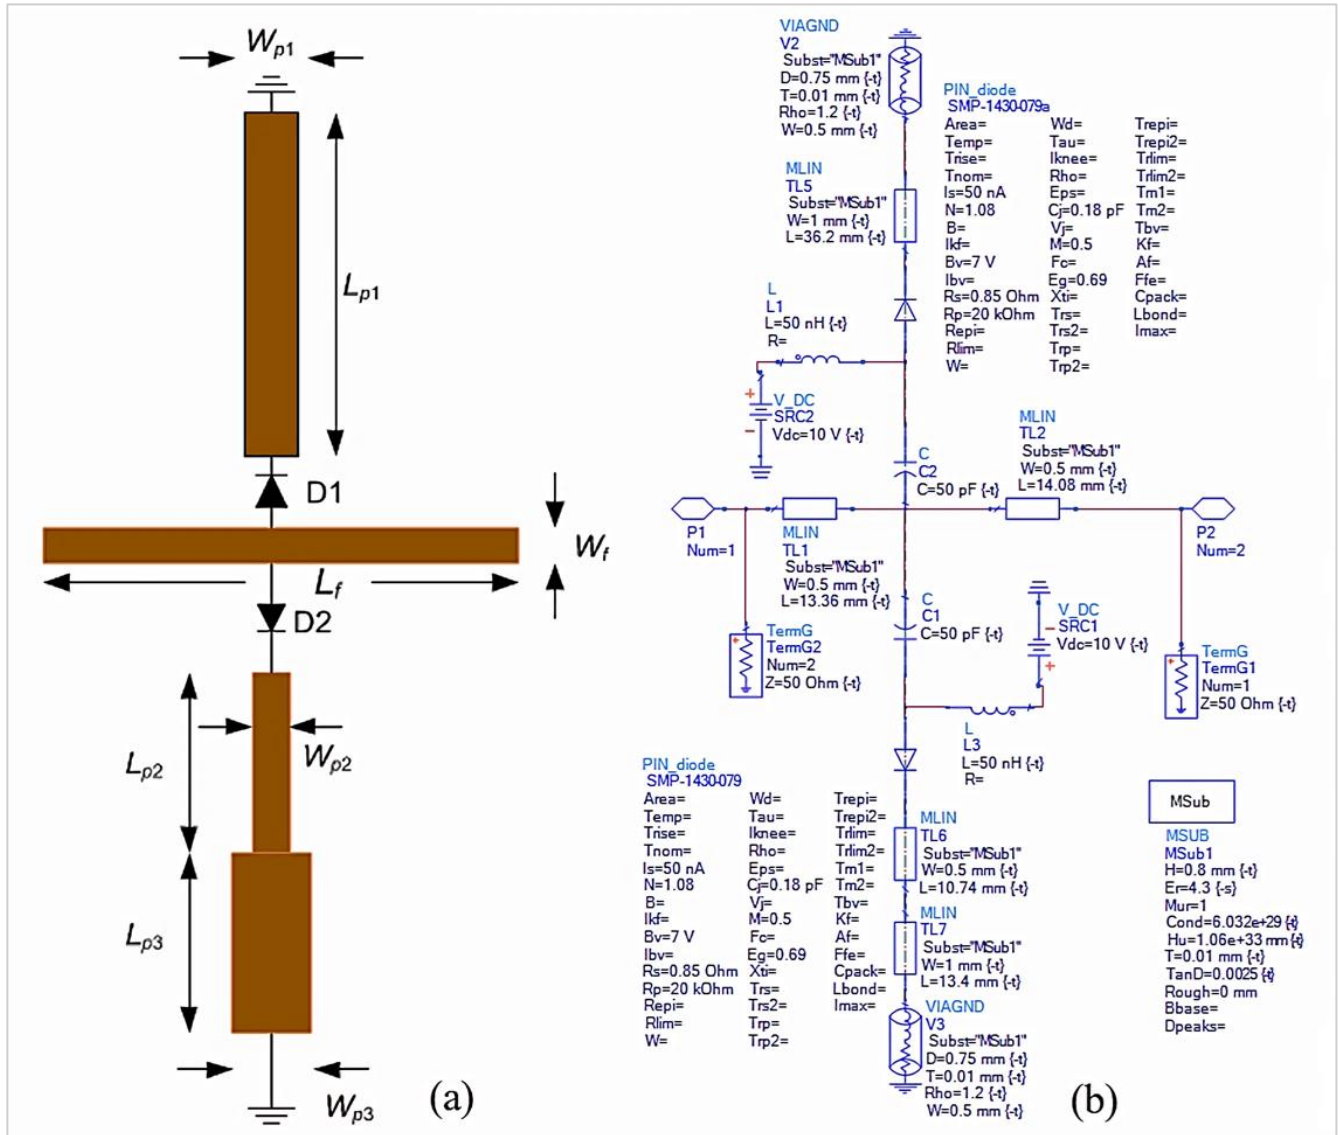 W_p1
L_p1
D1
W_f
L_f
D2
L_p2
W_p2
L_p3
W_p3
(a)
VIAGND
V2
Subst="MSub1"
D=0.75 mm {-t}
T=0.01 mm {-t}
Rho=1.2 {-t}
W=0.5 mm {-t}
PIN_diode
SMP-1430-079a
Area= Wd= Trepi=
Temp= Tau= Trepi2=
Trise= Iknee= Trlim=
Tnom= Rho= Trlim2=
Is=50 nA Eps= Tm1=
N=1.08 Cj=0.18 pF Tm2=
B= Vj= Tbv=
Ikf= M=0.5 Kf=
Bv=7 V Fc= Af=
Ibv= Eg=0.69 Ffe=
Rs=0.85 Ohm Xti= Cpack=
Rp=20 kOhm Trs= Lbond=
Repi= Trs2= Imax=
Rlim= Trp=
W= Trp2=
MLIN
TL5
Subst="MSub1"
W=1 mm {-t}
L=36.2 mm {-t}
L
L1
L=50 nH {-t}
R=
+
V_DC
SRC2
Vdc=10 V {-t}
-
MLIN
TL2
Subst="MSub1"
W=0.5 mm {-t}
L=14.08 mm {-t}
C
C2
C=50 pF {-t}
P1
Num=1
MLIN
TL1
Subst="MSub1"
W=0.5 mm {-t}
L=13.36 mm {-t}
P2
Num=2
C
C1
C=50 pF {-t}
V_DC
SRC1
Vdc=10 V {-t}
-
+
+
TermG
TermG2
Num=2
Z=50 Ohm {-t}
+
TermG
TermG1
Num=1
Z=50 Ohm {-t}
L
L3
L=50 nH {-t}
R=
PIN_diode
SMP-1430-079
Area= Wd= Trepi=
Temp= Tau= Trepi2=
Trise= Iknee= Trlim=
Tnom= Rho= Trlim2=
Is=50 nA Eps= Tm1=
N=1.08 Cj=0.18 pF Tm2=
B= Vj= Tbv=
Ikf= M=0.5 Kf=
Bv=7 V Fc= Af=
Ibv= Eg=0.69 Ffe=
Rs=0.85 Ohm Xti= Cpack=
Rp=20 kOhm Trs= Lbond=
Repi= Trs2= Imax=
Rlim= Trp=
W= Trp2=
MLIN
TL6
Subst="MSub1"
W=0.5 mm {-t}
L=10.74 mm {-t}
MLIN
TL7
Subst="MSub1"
W=1 mm {-t}
L=13.4 mm {-t}
VIAGND
V3
Subst="MSub1"
D=0.75 mm {-t}
T=0.01 mm {-t}
Rho=1.2 {-t}
W=0.5 mm {-t}
MSub
MSUB
MSub1
H=0.8 mm {-t}
Er=4.3 {-s}
Mur=1
Cond=6.032e+29 {-t}
Hu=1.06e+33 mm {-t}
T=0.01 mm {-t}
TanD=0.0025 {-t}
Rough=0 mm
Bbase=
Dpeaks=
(b)